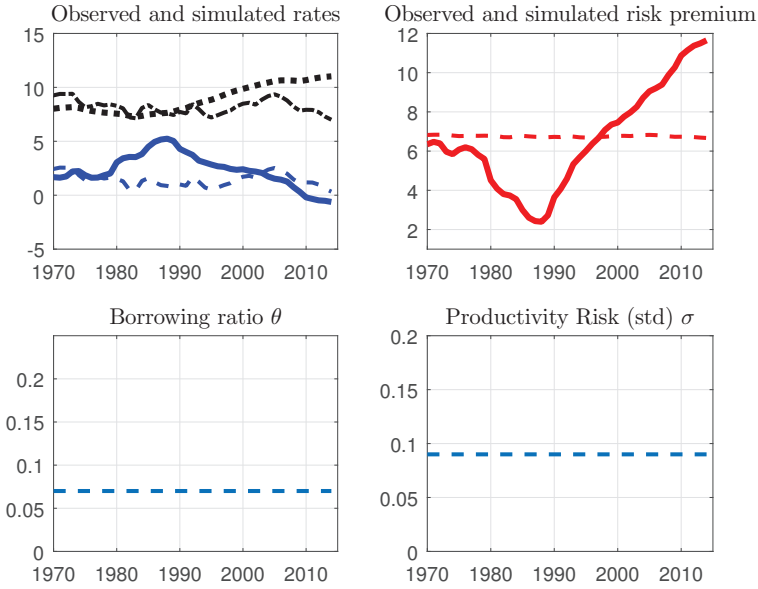 Observed and simulated rates
15
10
5
0
-5
1970 1980 1990 2000 2010
Observed and simulated risk premium
12
10
8
6
4
2
1970 1980 1990 2000 2010
Borrowing ratio θ
0.2
0.15
0.1
0.05
0
1970 1980 1990 2000 2010
Productivity Risk (std) σ
0.2
0.15
0.1
0.05
0
1970 1980 1990 2000 2010